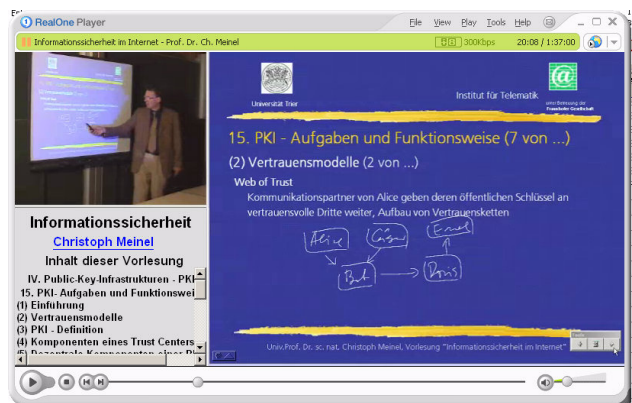 RealOne Player
File View Play Tools Help
Informationssicherheit im Internet - Prof. Dr. Ch. Meinel
300Kbps
20:08 / 1:37:00
Universität Trier
Institut für Telematik
15. PKI - Aufgaben und Funktionsweise (7 von ...)
(2) Vertrauensmodelle (2 von ...)
Web of Trust
Kommunikationspartner von Alice geben deren öffentlichen Schlüssel an
vertrauensvolle Dritte weiter, Aufbau von Vertrauensketten
Alice
Bob
Doris
Univ.Prof. Dr. sc. nat. Christoph Meinel, Vorlesung "Informationssicherheit im Internet"
Informationssicherheit
Christoph Meinel
Inhalt dieser Vorlesung
IV. Public-Key-Infrastrukturen - PKI
15. PKI- Aufgaben und Funktionswei
(1) Einführung
(2) Vertrauensmodelle
(3) PKI - Definition
(4) Komponenten eines Trust Centers